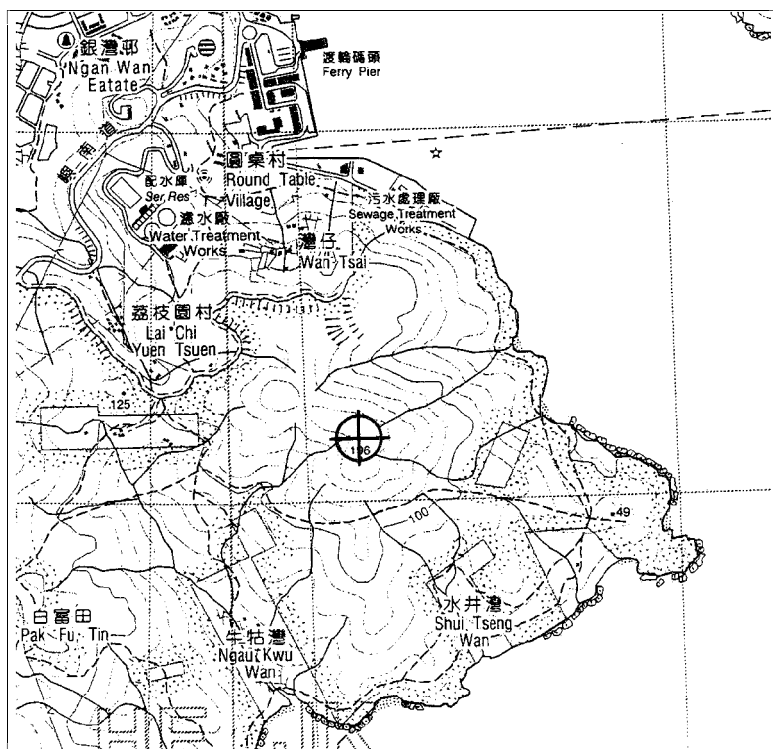 銀灣邨
Ngan Wan
Eatate
渡輪碼頭
Ferry Pier
嶼南道
圓桌村
Round Table
Village
配水庫
Ser Res
濾水廠
Water Treatment
Works
污水處理廠
Sewage Treatment
Works
灣仔
Wan Tsai
荔枝園村
Lai Chi
Yuen Tsuen
125
196
100
49
白富田
Pak Fu Tin
牛牯灣
Ngau Kwu
Wan
水井灣
Shui Tseng
Wan